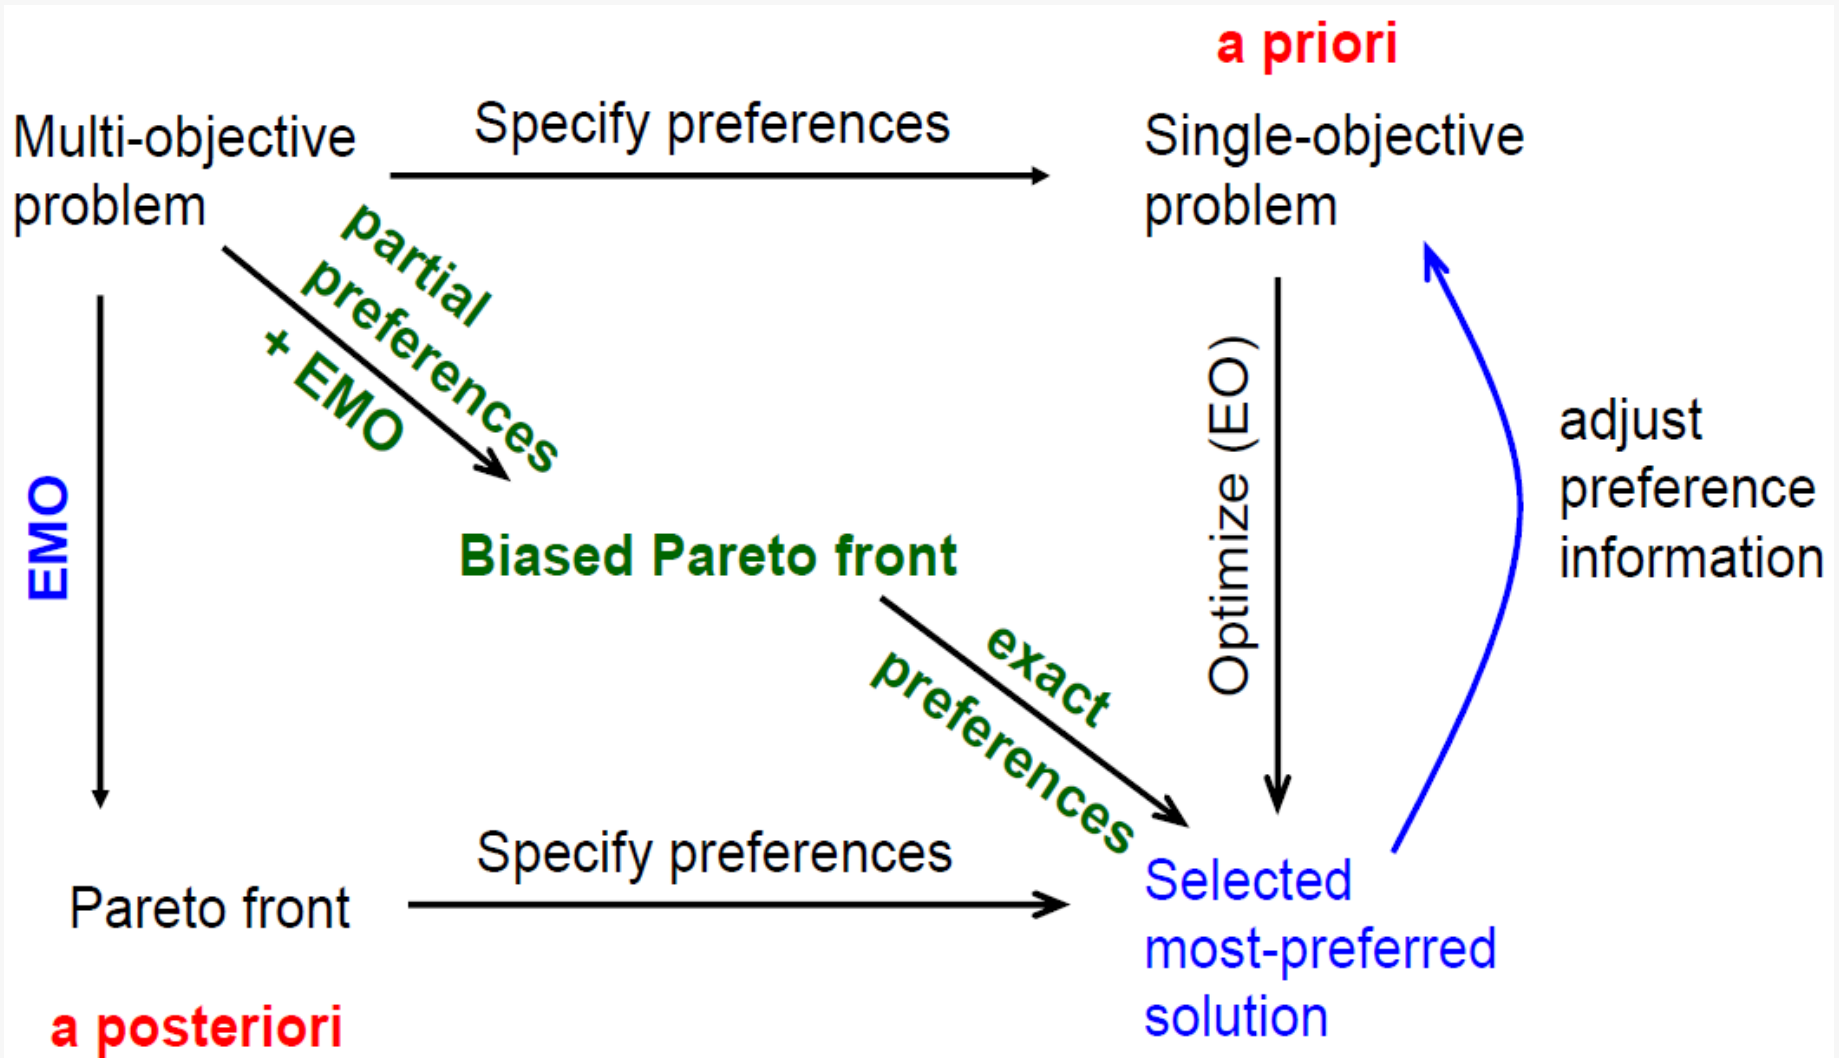 a priori
Multi-objective
problem
Specify preferences
Single-objective
problem
partial
preferences
+ EMO
EMO
Biased Pareto front
exact
preferences
Optimize (EO)
adjust
preference
information
Pareto front
Specify preferences
Selected
most-preferred
solution
a posteriori